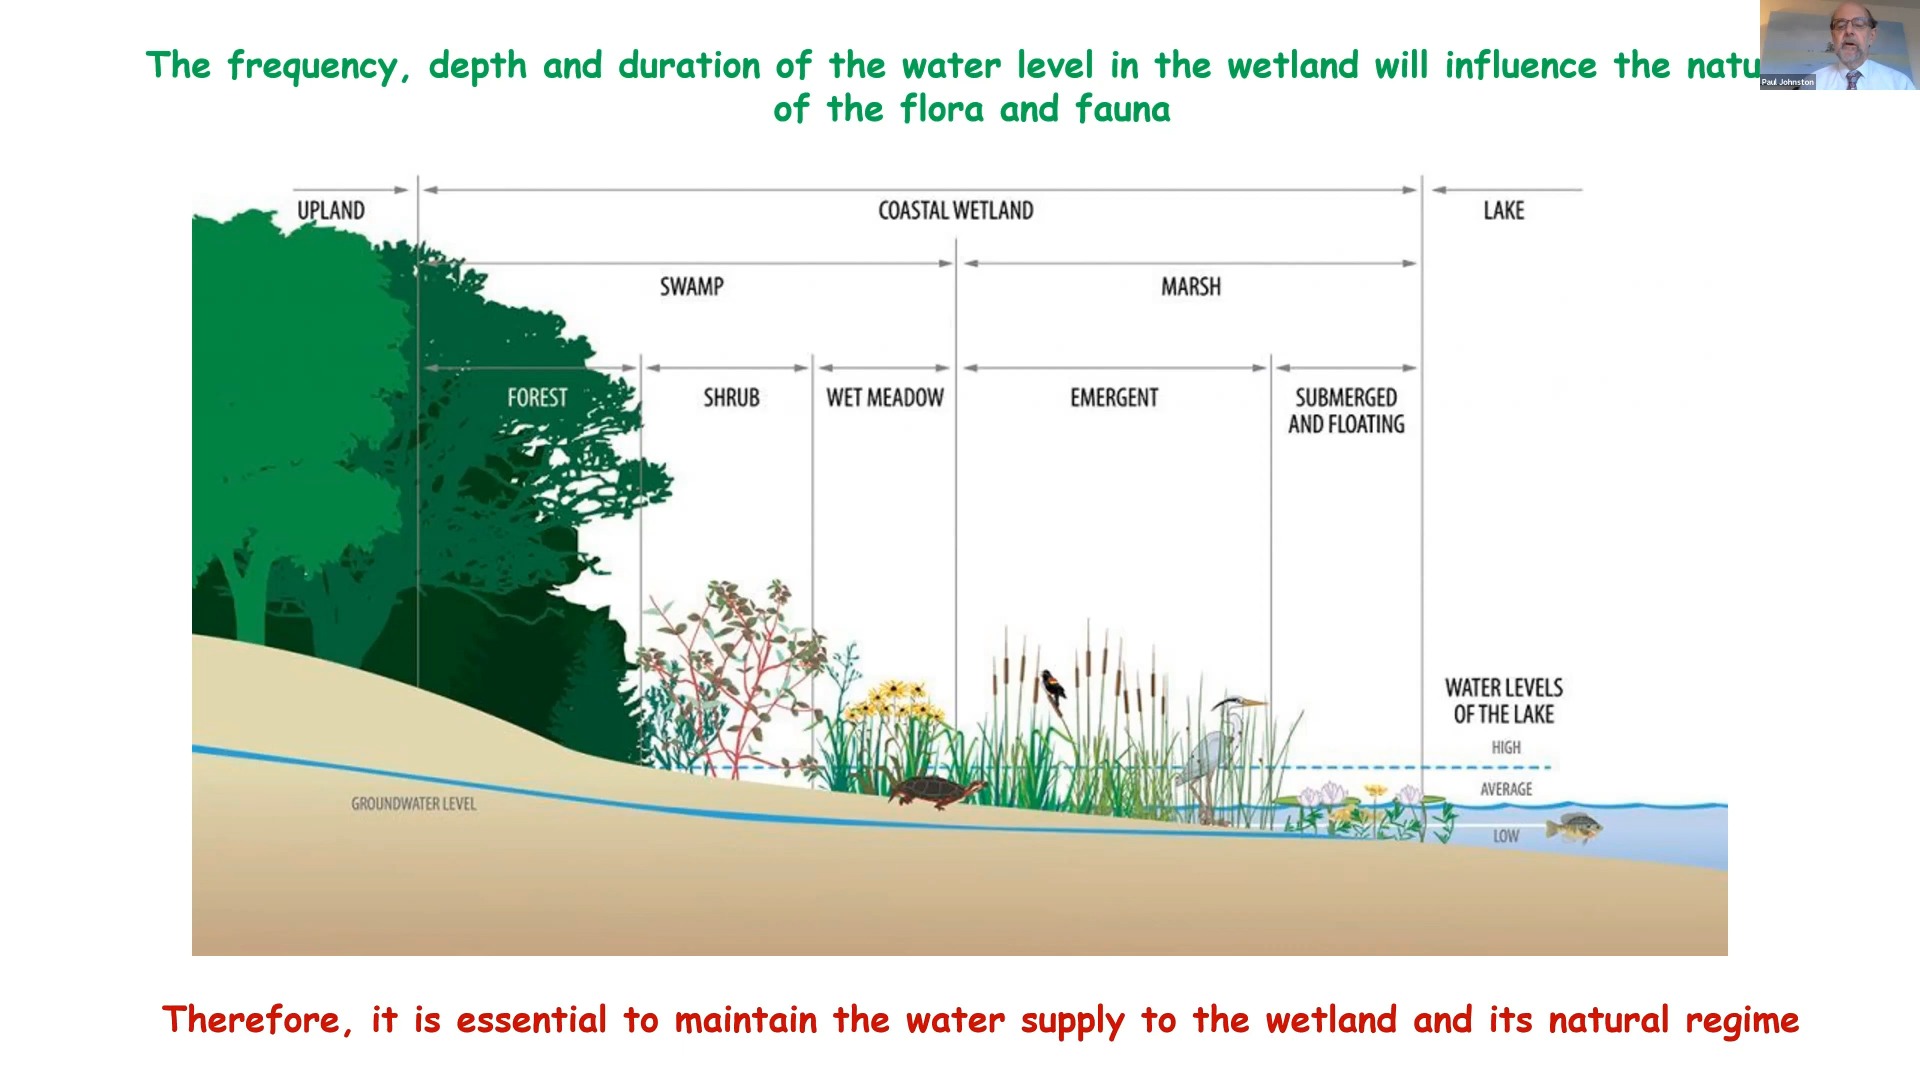 The frequency, depth and duration of the water level in the wetland will influence the natu
of the flora and fauna
Paul Johnston
UPLAND
COASTAL WETLAND
LAKE
SWAMP
MARSH
FOREST
SHRUB
WET MEADOW
EMERGENT
SUBMERGED
AND FLOATING
WATER LEVELS
OF THE LAKE
HIGH
AVERAGE
LOW
GROUNDWATER LEVEL
Therefore, it is essential to maintain the water supply to the wetland and its natural regime